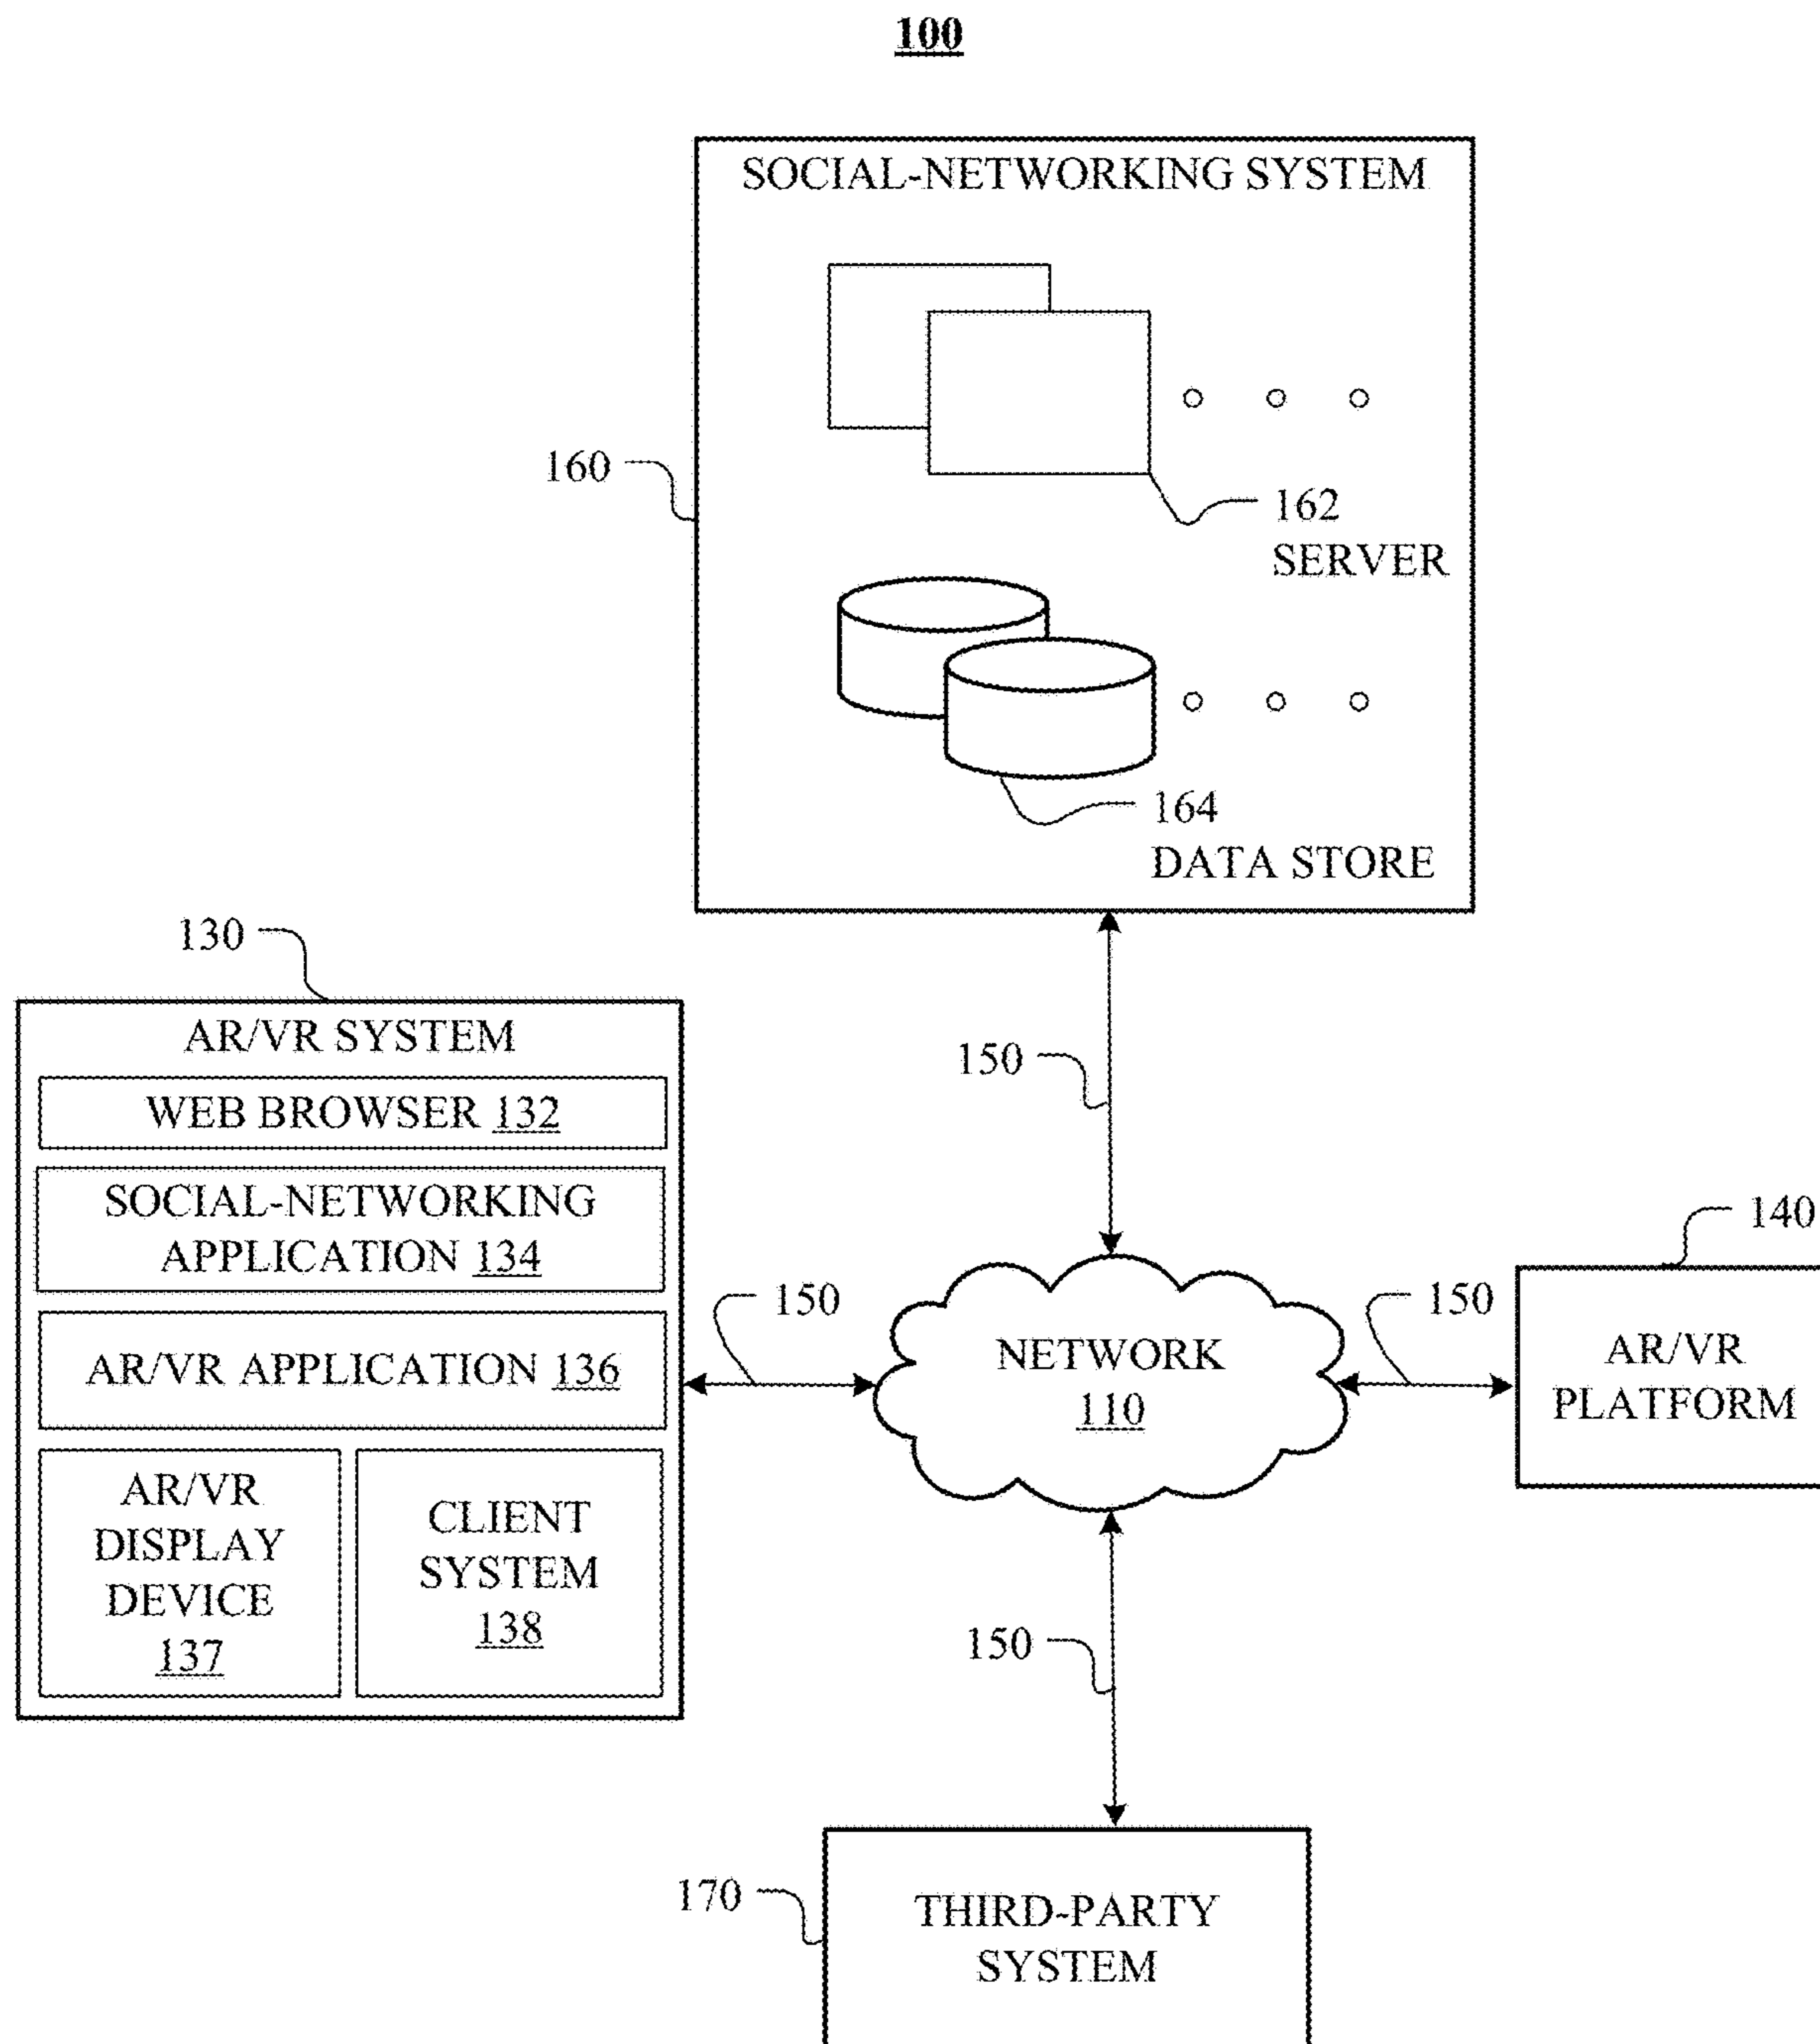 100
SOCIAL-NETWORKING SYSTEM
160
162
SERVER
164
DATA STORE
130
AR/VR SYSTEM
WEB BROWSER 132
SOCIAL-NETWORKING
APPLICATION 134
AR/VR APPLICATION 136
AR/VR
DISPLAY
DEVICE
137
CLIENT
SYSTEM
138
150
150
NETWORK
110
150
140
AR/VR
PLATFORM
150
170
THIRD-PARTY
SYSTEM